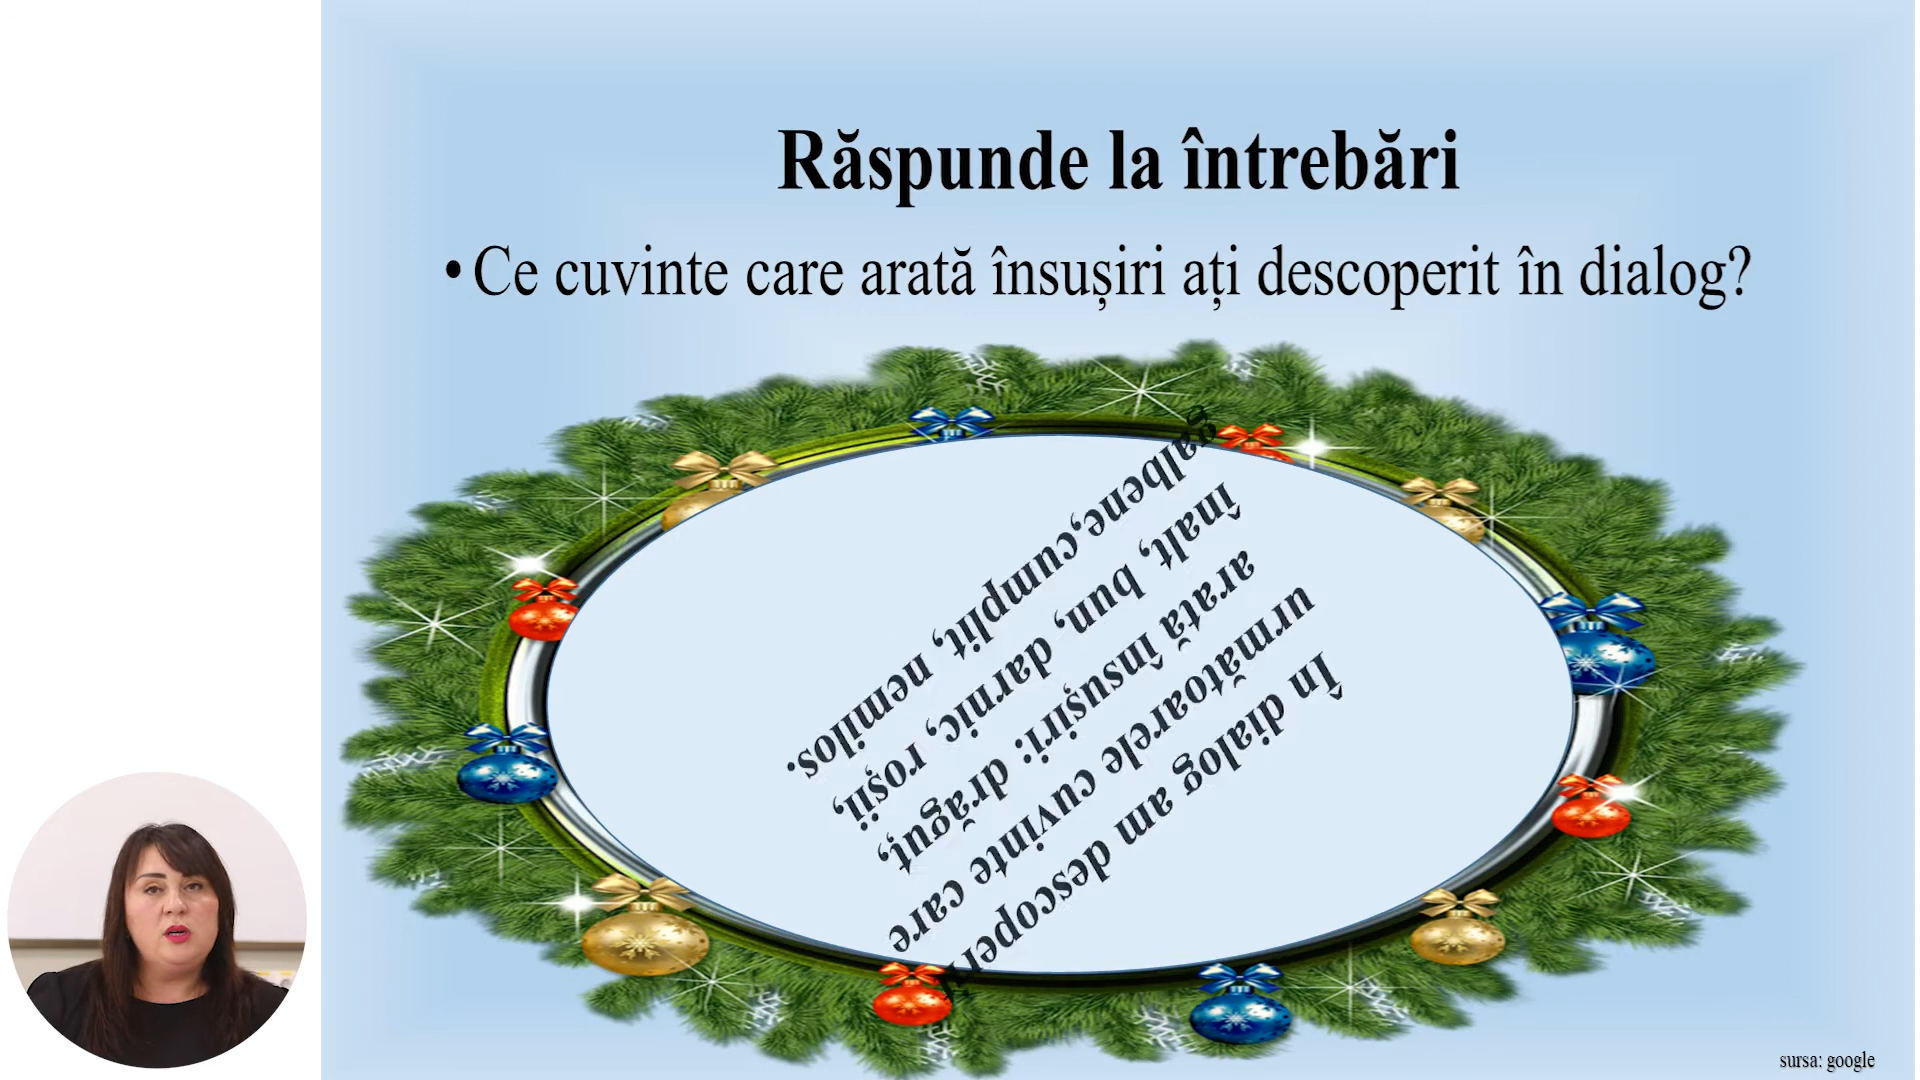 Răspunde la întrebări
• Ce cuvinte care arată însușiri ați descoperit în dialog?
În dialog am descoperit
următoarele cuvinte care
arată însușiri: drăguț,
înalt, bun, darnic, roșii,
galbene,cumplit, nemilos.
sursa: google